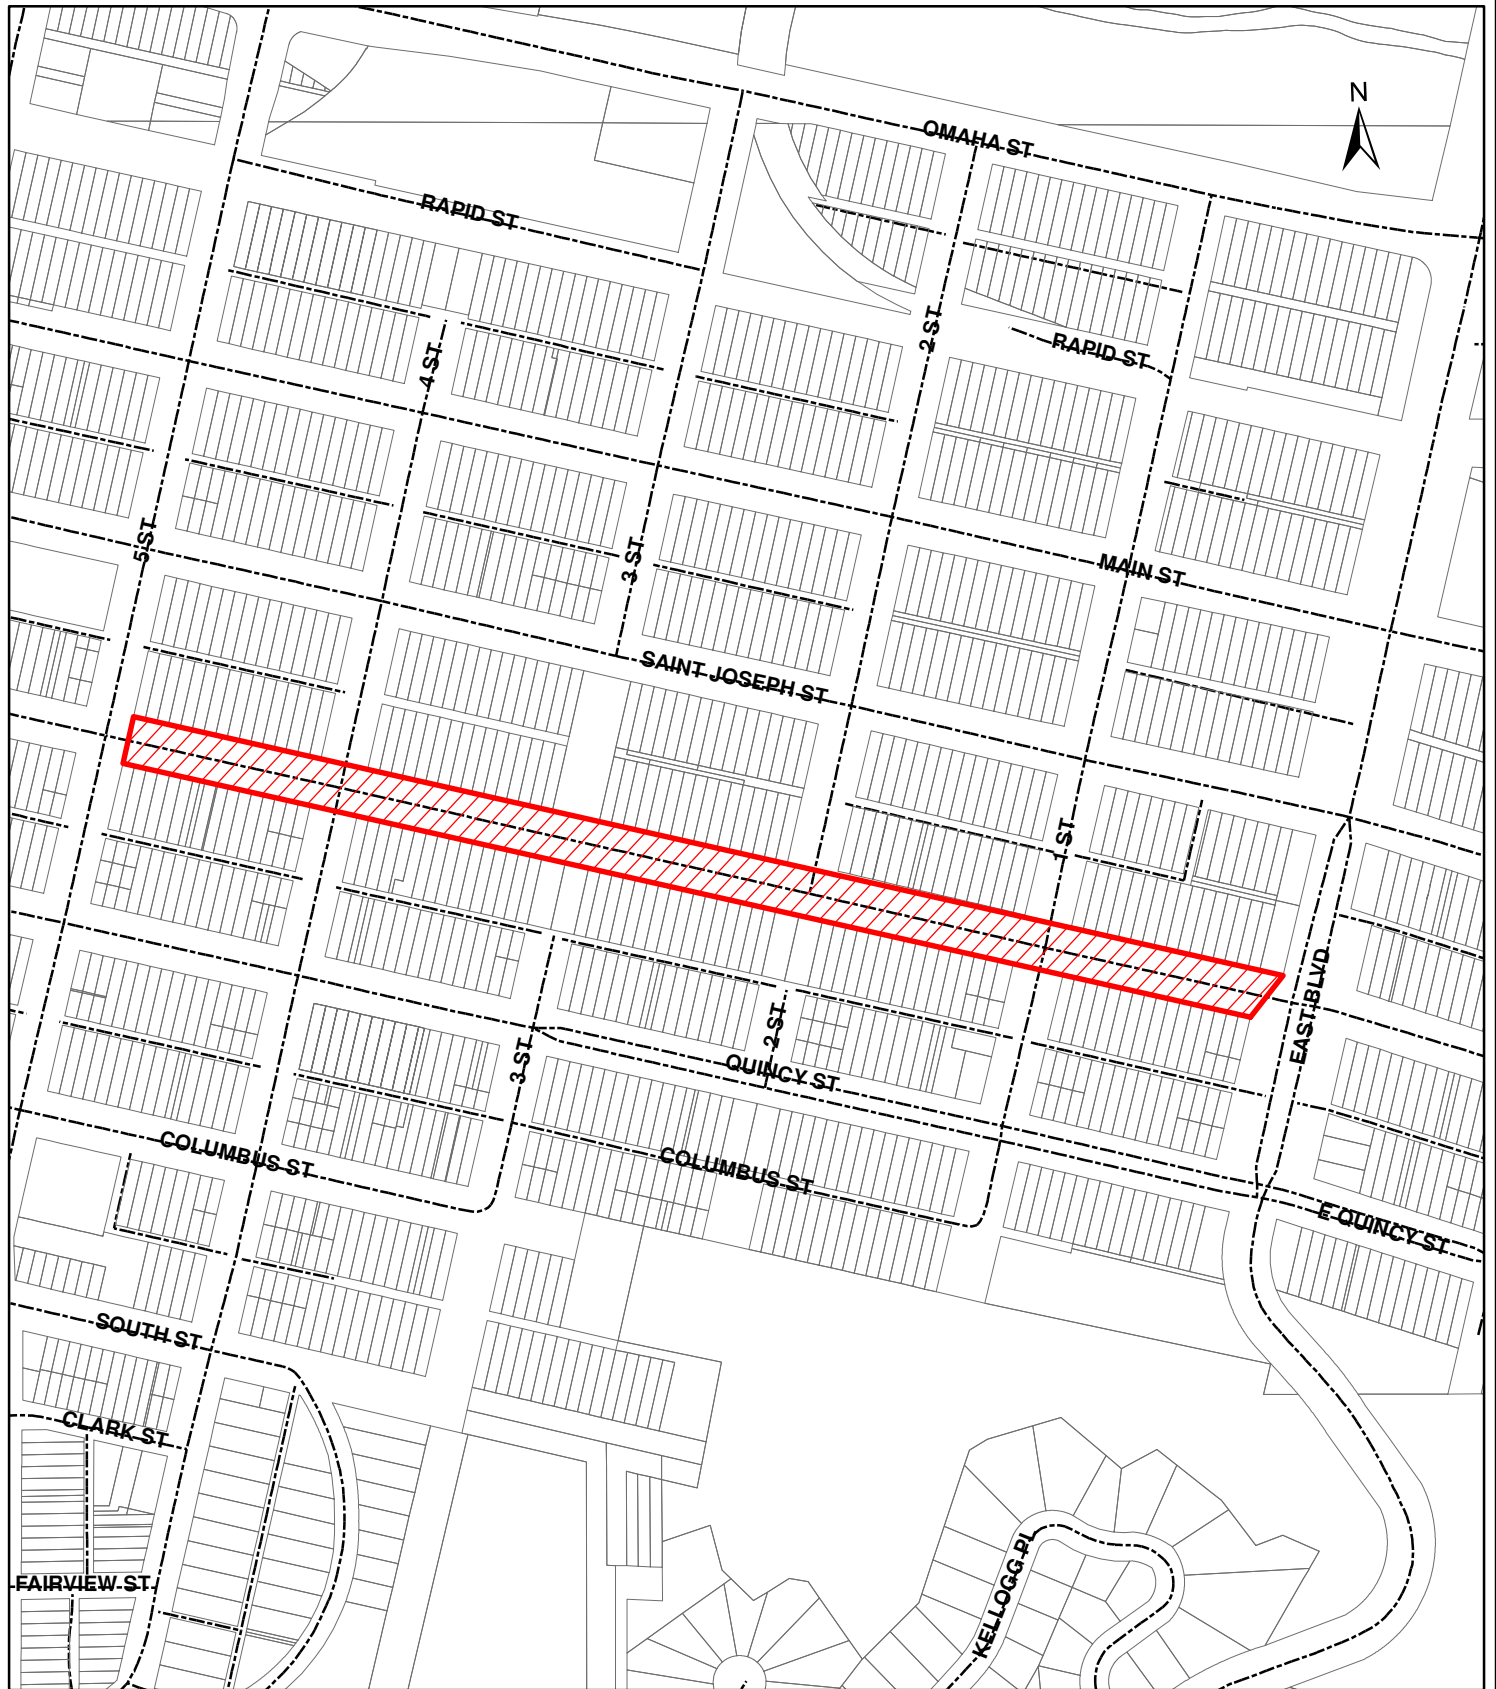 N
OMAHA ST
RAPID ST
2 ST
RAPID ST
4 ST
5 ST
3 ST
MAIN ST
SAINT JOSEPH ST
1 ST
EAST BLVD
2 ST
3 ST
QUINCY ST
COLUMBUS ST
COLUMBUS ST
E QUINCY ST
SOUTH ST
CLARK ST
KELLOGG PL
FAIRVIEW ST